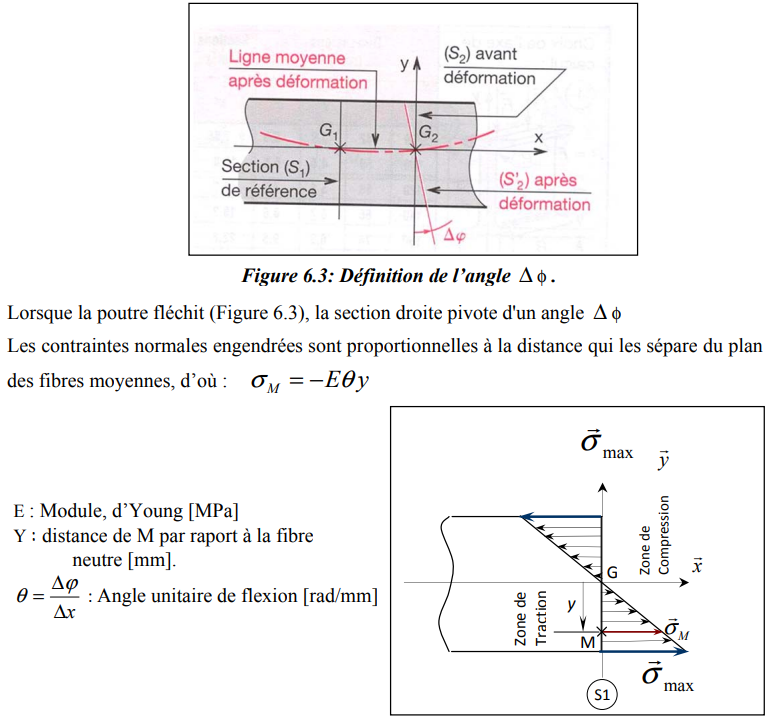 Ligne moyenne
après déformation
y
(S₂) avant
déformation
G₁
G₂
x
Section (S₁)
de référence
(S'₂) après
déformation
Δφ
Figure 6.3: Définition de l'angle Δϕ.
Lorsque la poutre fléchit (Figure 6.3), la section droite pivote d'un angle Δϕ
Les contraintes normales engendrées sont proportionnelles à la distance qui les sépare du plan
des fibres moyennes, d'où : σ_M = −Eθy
E : Module, d'Young [MPa]
Y : distance de M par raport à la fibre
neutre [mm].
θ = Δφ/Δx : Angle unitaire de flexion [rad/mm]
σ⃗ max
y⃗
Zone de
Compression
x⃗
G
Zone de
Traction
y
M
σ⃗_M
σ⃗ max
S1